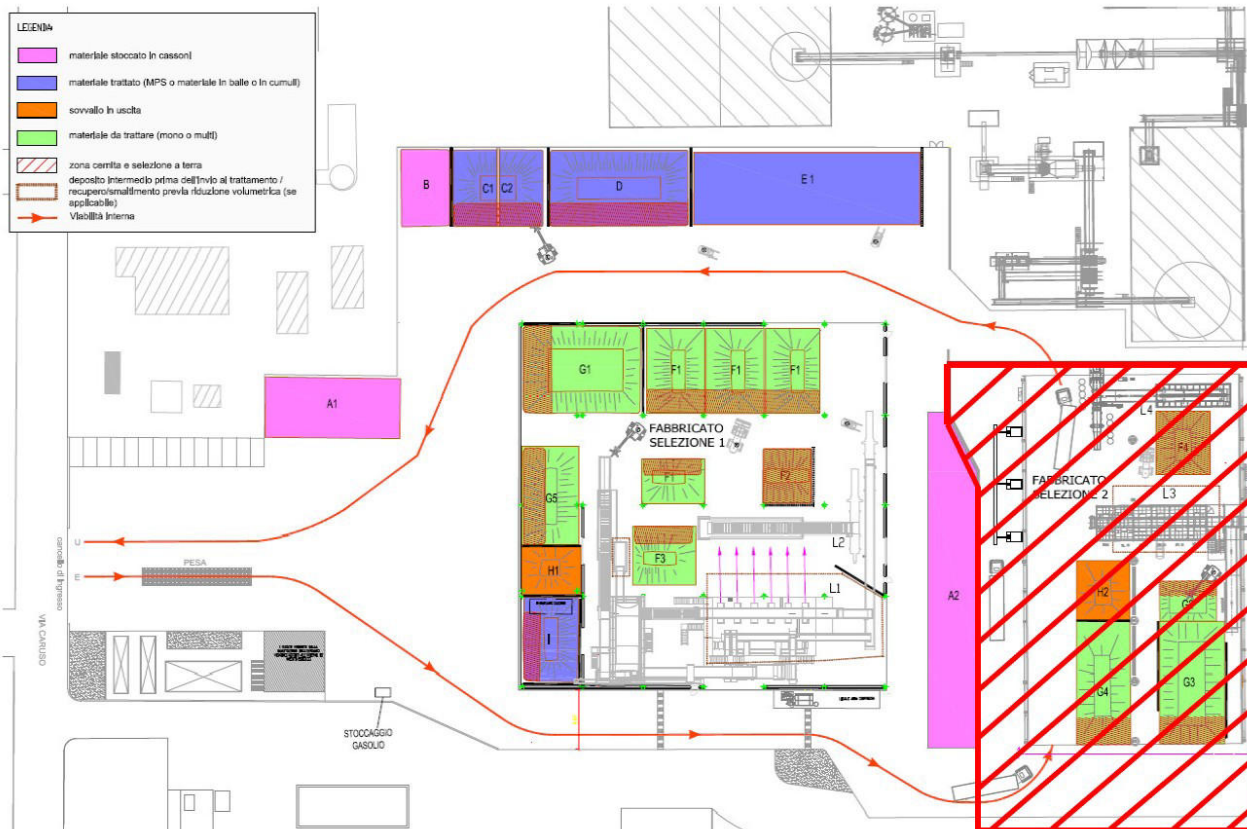 LEGENDA
materiale stoccato in cassoni
materiale trattato (MPS o materiale in balle o in cumuli)
sovvallo in uscita
materiale da trattare (mono o multi)
zona cernita e selezione a terra
deposito intermedio prima dell'invio al trattamento /
recupero/smaltimento previa riduzione volumetrica (se
applicabile)
Viabilità interna
B
C1
C2
D
E1
A1
G1
F1
F1
F1
FABBRICATO
SELEZIONE 1
F1
F2
G5
F3
H1
I
L2
L1
L4
F4
FABBRICATO
SELEZIONE 2
L3
A2
H2
G4
G3
U
E
PESA
cancello di ingresso
VIA CARUSO
STOCCAGGIO
GASOLIO